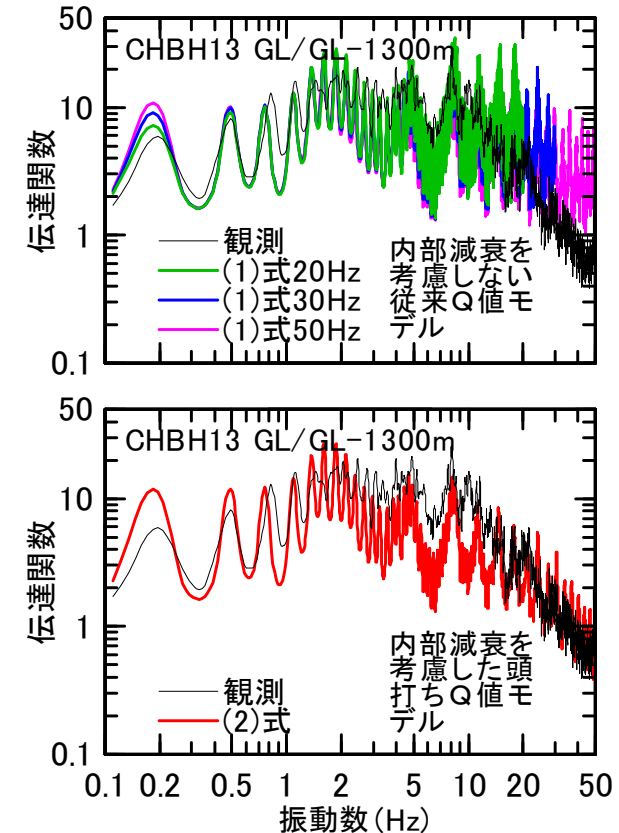 50
CHBH13 GL/GL-1300m
10
伝達関数
1
観測
(1)式20Hz
(1)式30Hz
(1)式50Hz
内部減衰を
考慮しない
従来Q値モ
デル
0.1
50
CHBH13 GL/GL-1300m
10
伝達関数
1
観測
(2)式
内部減衰を
考慮した頭
打ちQ値モ
デル
0.1
0.1 0.2 0.5 1 2 5 10 20 50
振動数(Hz)